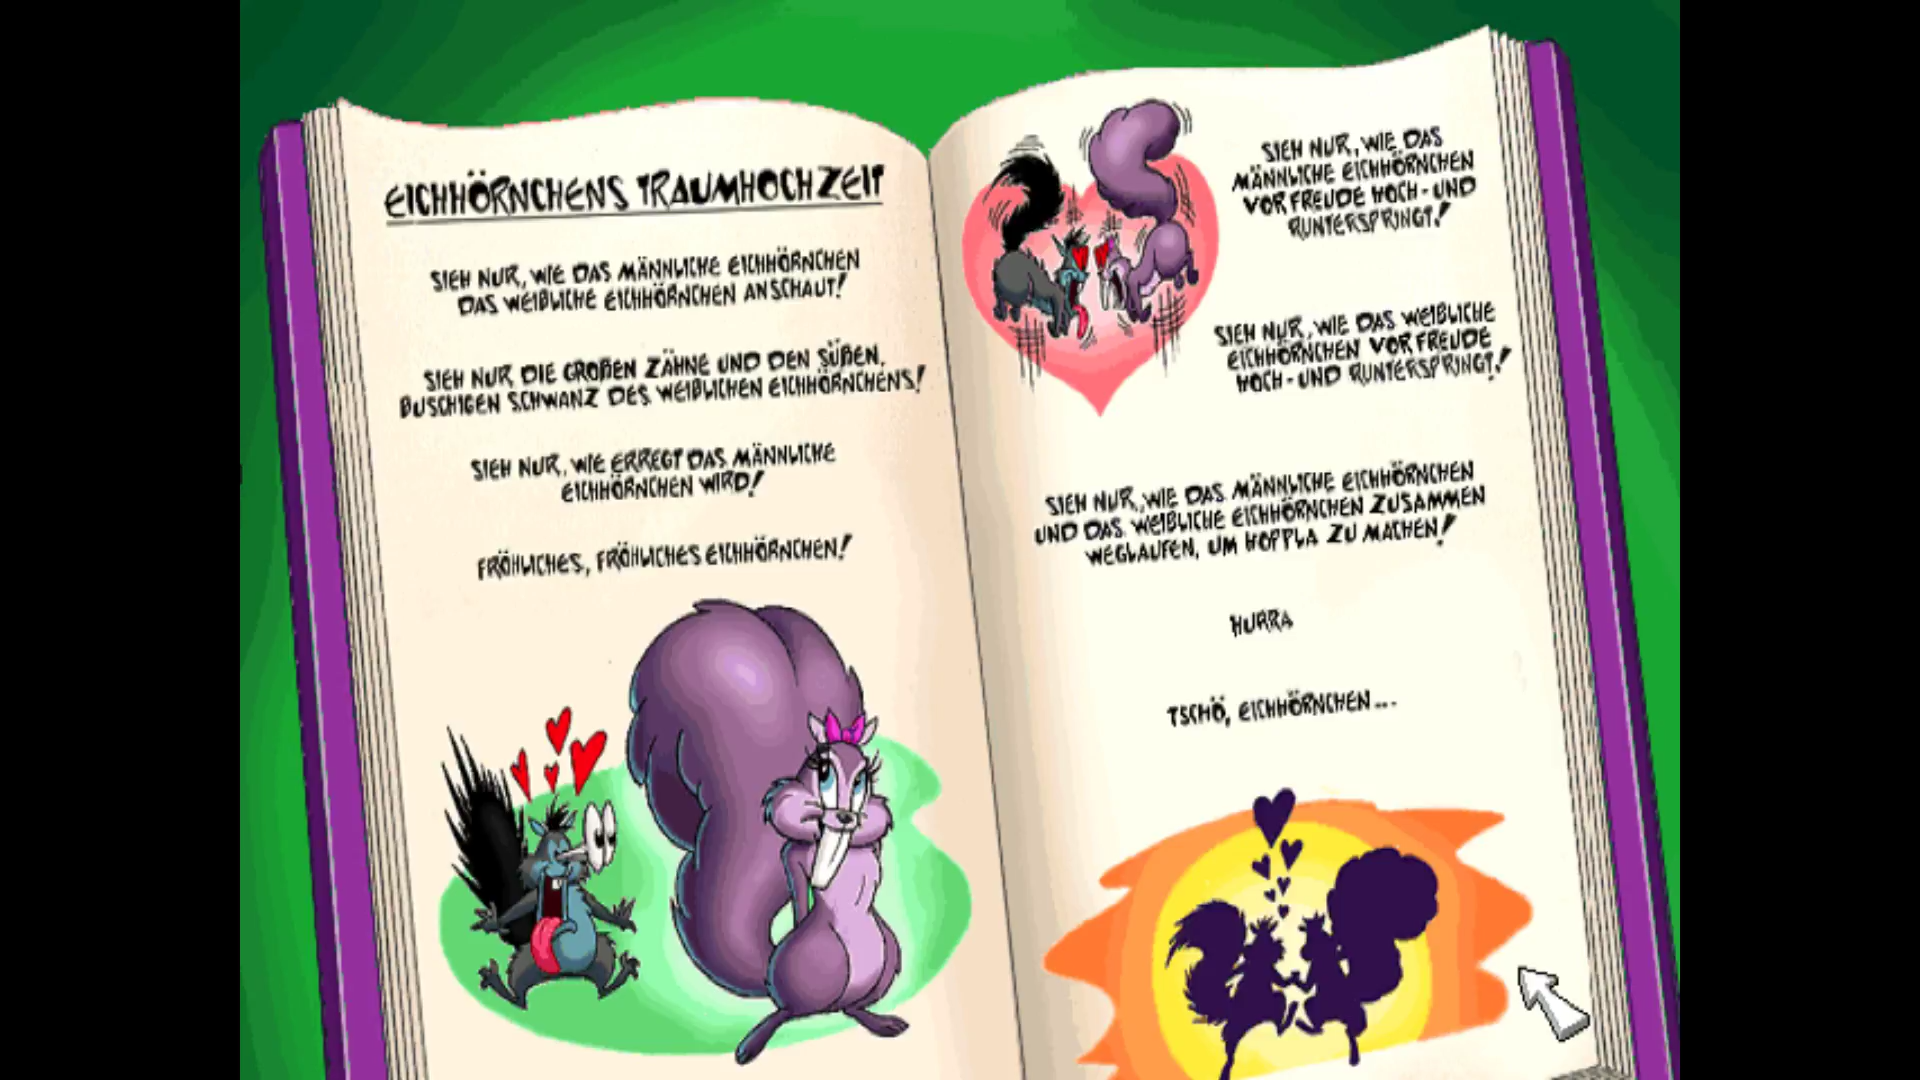 EICHHÖRNCHENS TRAUMHOCHZEIT
SIEH NUR, WIE DAS MÄNNLICHE EICHHÖRNCHEN
DAS WEIBLICHE EICHHÖRNCHEN ANSCHAUT!
SIEH NUR DIE GROßEN ZÄHNE UND DEN SÜßEN,
BUSCHIGEN SCHWANZ DES WEIBLICHEN EICHHÖRNCHENS!
SIEH NUR, WIE ERREGT DAS MÄNNLICHE
EICHHÖRNCHEN WIRD!
FRÖHLICHES, FRÖHLICHES EICHHÖRNCHEN!
SIEH NUR, WIE DAS
MÄNNLICHE EICHHÖRNCHEN
VOR FREUDE HOCH- UND
RUNTERSPRINGT!
SIEH NUR, WIE DAS WEIBLICHE
EICHHÖRNCHEN VOR FREUDE
HOCH- UND RUNTERSPRINGT!
SIEH NUR, WIE DAS MÄNNLICHE EICHHÖRNCHEN
UND DAS WEIBLICHE EICHHÖRNCHEN ZUSAMMEN
WEGLAUFEN, UM HOPPLA ZU MACHEN!
HURRA
TSCHÖ, EICHHÖRNCHEN...